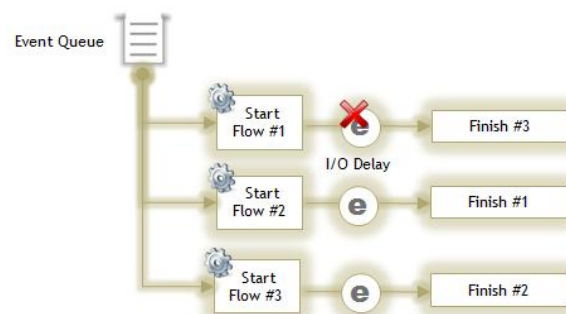 Event Queue
Start
Flow #1
e
Finish #3
I/O Delay
Start
Flow #2
e
Finish #1
Start
Flow #3
e
Finish #2